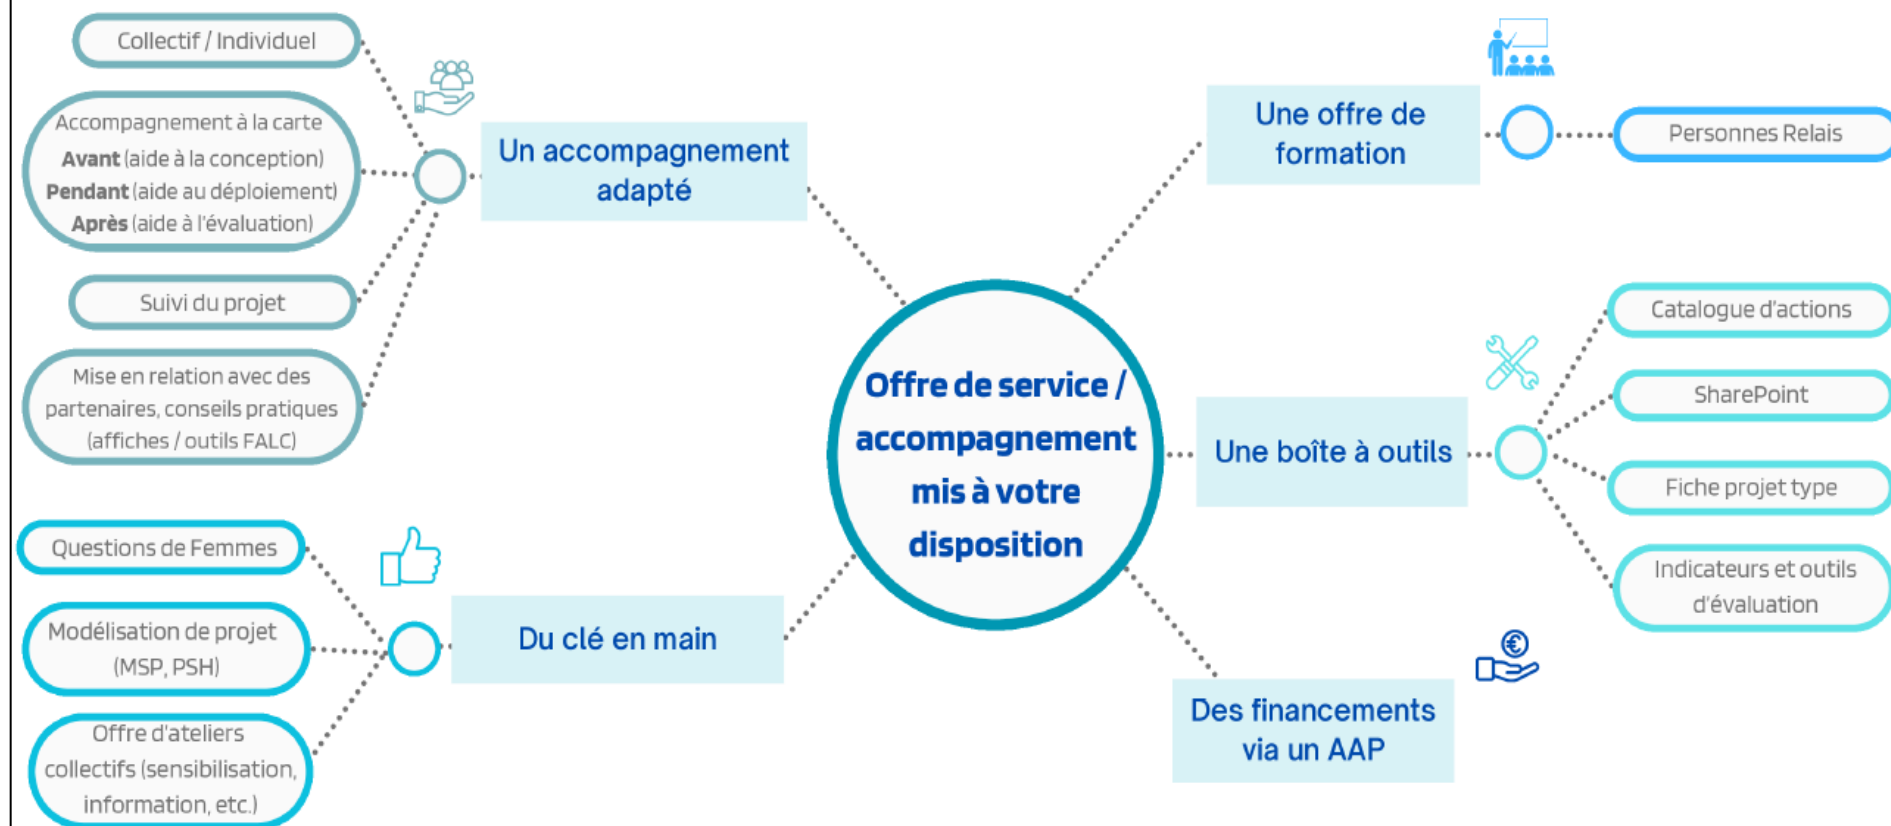 Collectif / Individuel
Accompagnement à la carte
Avant (aide à la conception)
Pendant (aide au déploiement)
Après (aide à l'évaluation)
Suivi du projet
Mise en relation avec des
partenaires, conseils pratiques
(affiches / outils FALC)
Un accompagnement
adapté
Questions de Femmes
Modélisation de projet
(MSP, PSH)
Offre d'ateliers
collectifs (sensibilisation,
information, etc.)
Du clé en main
Offre de service /
accompagnement
mis à votre
disposition
Une offre de
formation
Personnes Relais
Une boîte à outils
Catalogue d'actions
SharePoint
Fiche projet type
Indicateurs et outils
d'évaluation
€
Des financements
via un AAP